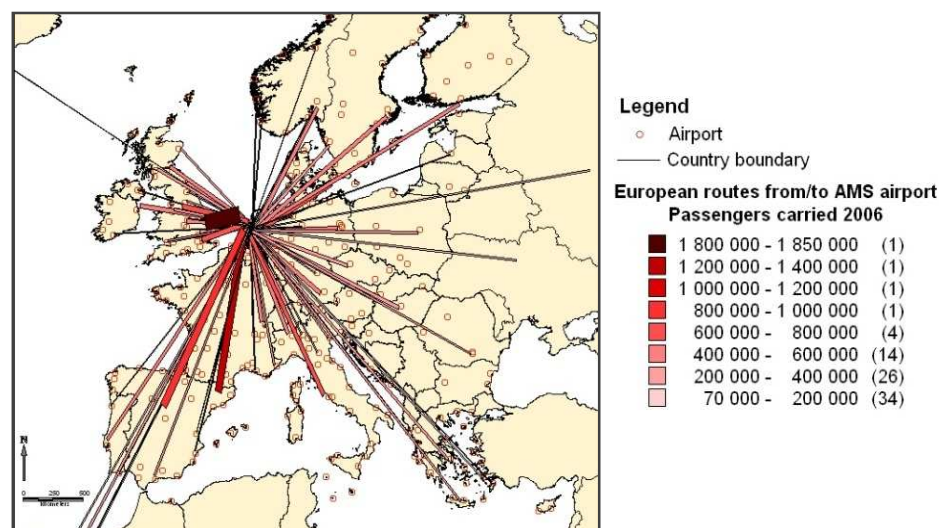 Legend
Airport
Country boundary
European routes from/to AMS airport
Passengers carried 2006
1 800 000 - 1 850 000 (1)
1 200 000 - 1 400 000 (1)
1 000 000 - 1 200 000 (1)
800 000 - 1 000 000 (1)
600 000 - 800 000 (4)
400 000 - 600 000 (14)
200 000 - 400 000 (26)
70 000 - 200 000 (34)
N
0 250 500
Kilometers